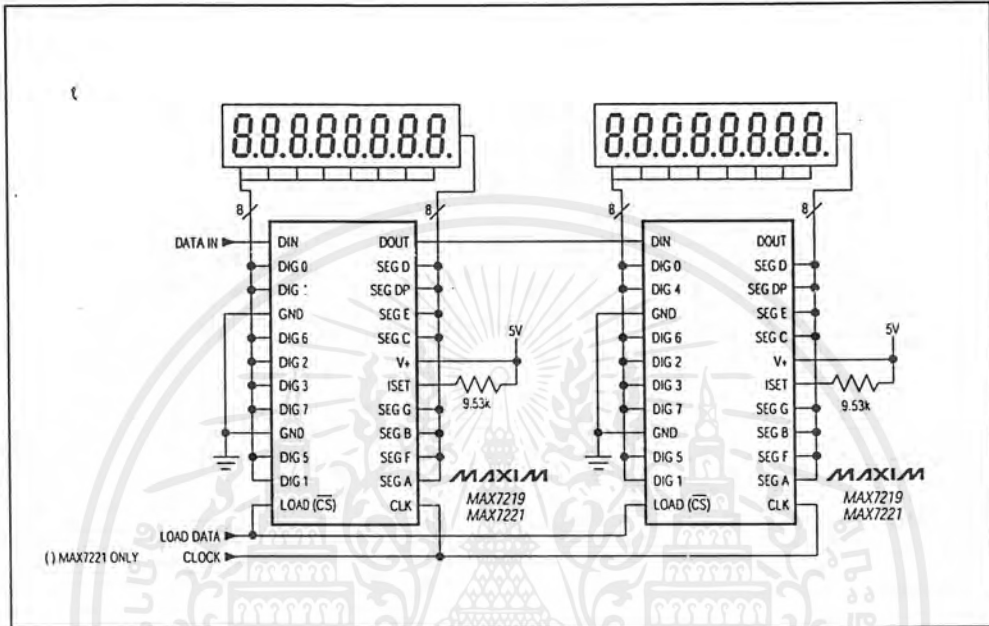 8.8.8.8.8.8.8.8.
8.8.8.8.8.8.8.8.
8
8
8
8
DATA IN
DIN
DIG 0
DIG
GND
DIG 6
DIG 2
DIG 3
DIG 7
GND
DIG 5
DIG 1
LOAD (CS)
DOUT
SEG D
SEG DP
SEG E
SEG C
V+
ISET
SEG G
SEG B
SEG F
SEG A
CLK
5V
9.53k
MAXIM
MAX7219
MAX7221
DIN
DIG 0
DIG 4
GND
DIG 6
DIG 2
DIG 3
DIG 7
GND
DIG 5
DIG 1
LOAD (CS)
DOUT
SEG D
SEG DP
SEG E
SEG C
V+
ISET
SEG G
SEG B
SEG F
SEG A
CLK
5V
9.53k
MAXIM
MAX7219
MAX7221
LOAD DATA
( ) MAX7221 ONLY
CLOCK